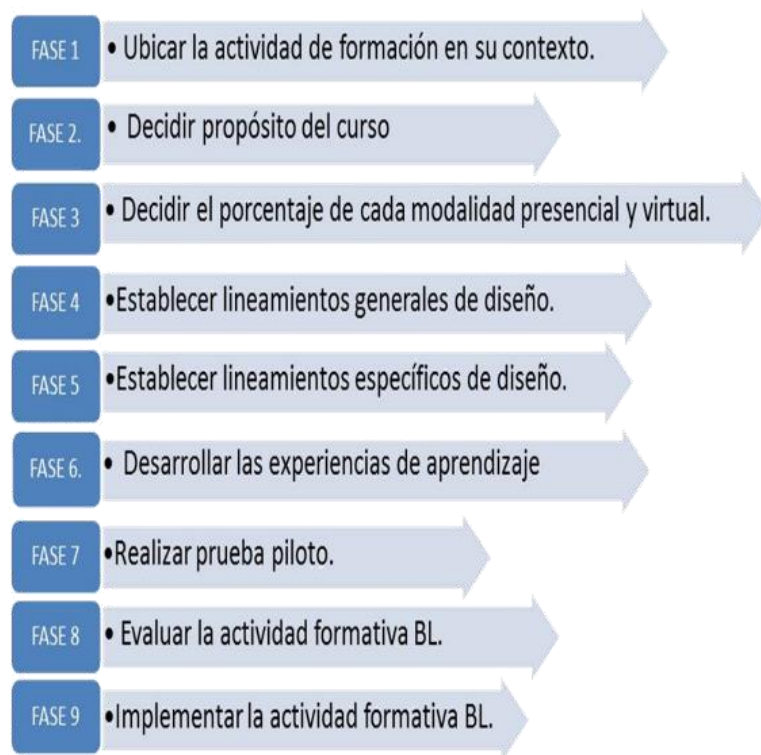 FASE 1 • Ubicar la actividad de formación en su contexto.
FASE 2. • Decidir propósito del curso
FASE 3 • Decidir el porcentaje de cada modalidad presencial y virtual.
FASE 4 •Establecer lineamientos generales de diseño.
FASE 5 •Establecer lineamientos específicos de diseño.
FASE 6. • Desarrollar las experiencias de aprendizaje
FASE 7 •Realizar prueba piloto.
FASE 8 • Evaluar la actividad formativa BL.
FASE 9 •Implementar la actividad formativa BL.